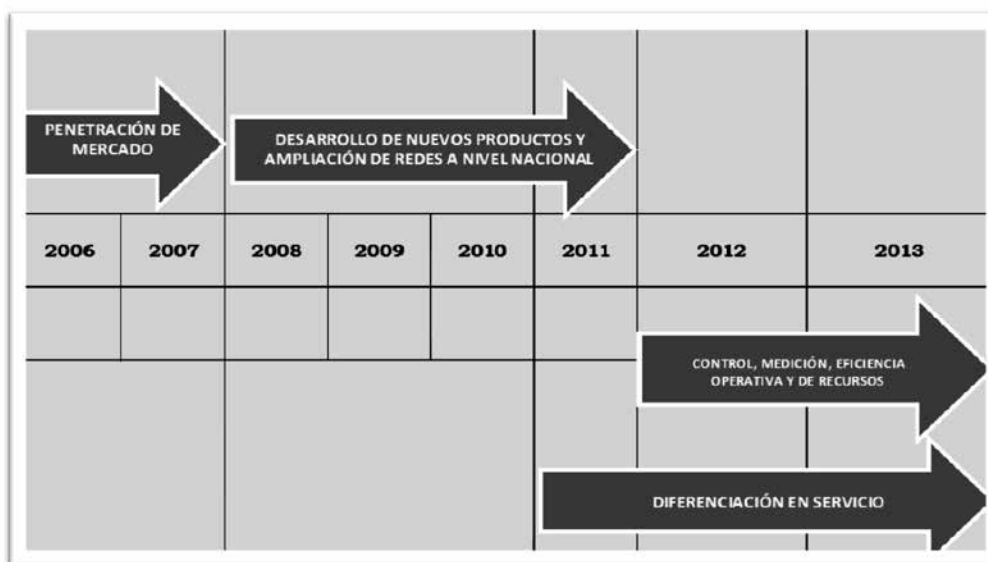 PENETRACIÓN DE
MERCADO
DESARROLLO DE NUEVOS PRODUCTOS Y
AMPLIACIÓN DE REDES A NIVEL NACIONAL
2006 2007 2008 2009 2010 2011 2012 2013
CONTROL, MEDICIÓN, EFICIENCIA
OPERATIVA Y DE RECURSOS
DIFERENCIACIÓN EN SERVICIO